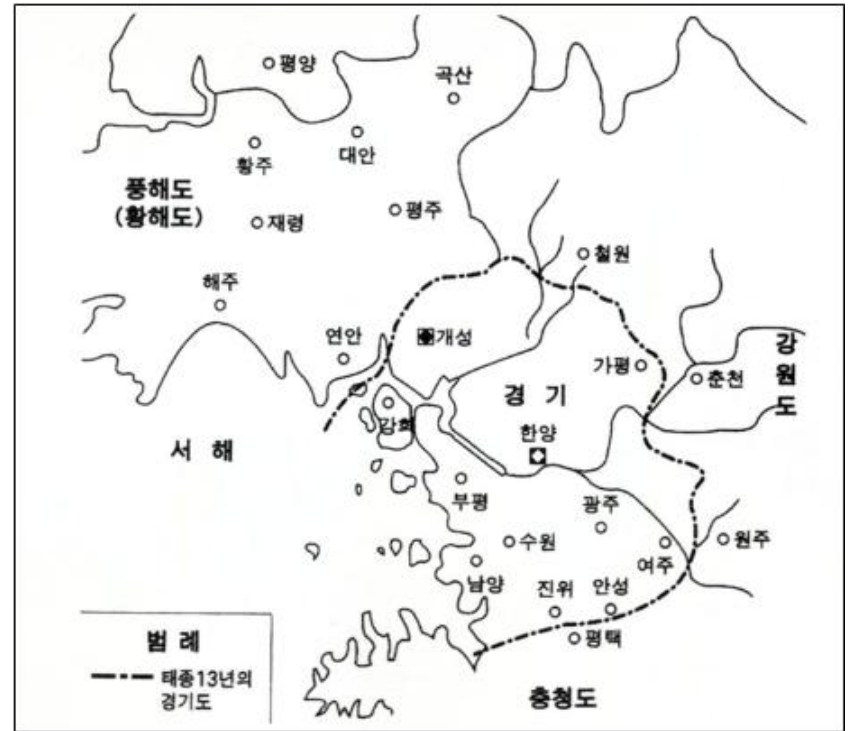 평양
곡산
황주
대안
풍해도
(황해도)
재령
평주
철원
해주
연안
개성
가평
춘천
강원도
경 기
강화
한양
서 해
부평
광주
수원
여주
원주
남양
진위
안성
평택
범 례
태종13년의
경기도
충청도